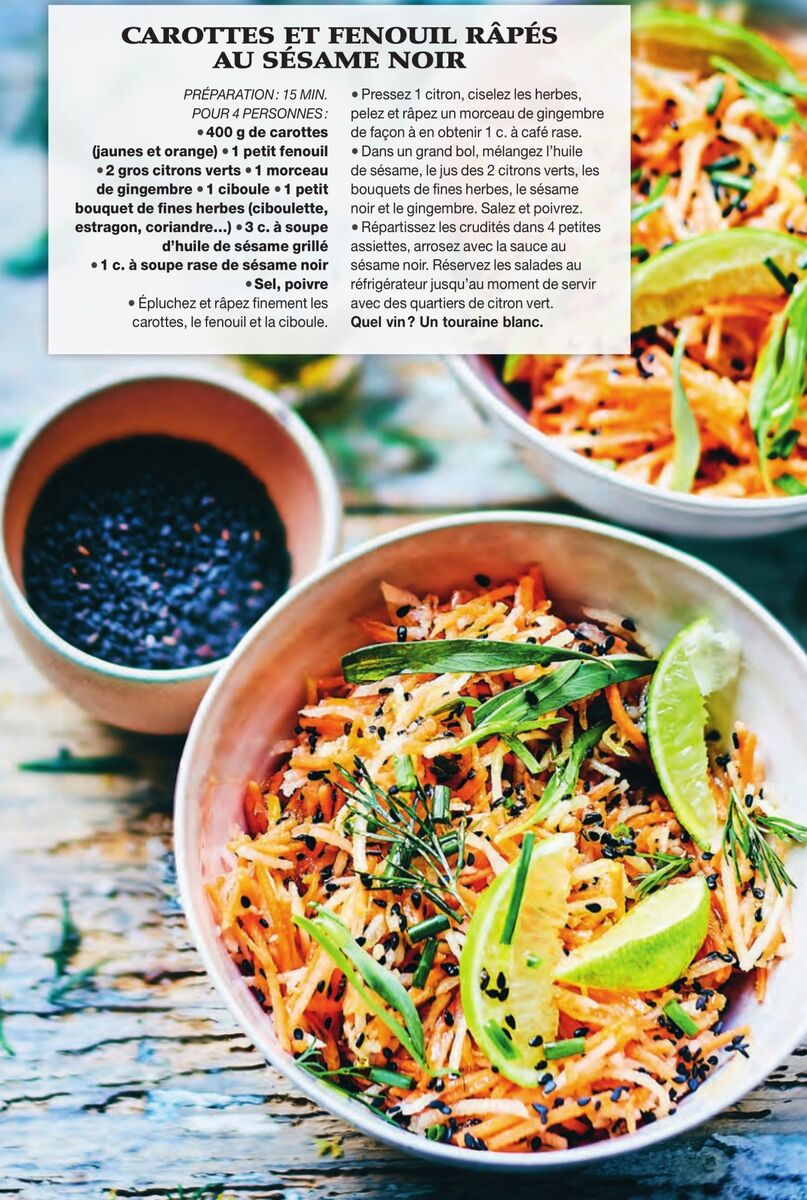 CAROTTES ET FENOUIL RÂPÉS
AU SÉSAME NOIR
PRÉPARATION : 15 MIN.
POUR 4 PERSONNES :
• 400 g de carottes
(jaunes et orange) • 1 petit fenouil
• 2 gros citrons verts • 1 morceau
de gingembre • 1 ciboule • 1 petit
bouquet de fines herbes (ciboulette,
estragon, coriandre...) • 3 c. à soupe
d’huile de sésame grillé
• 1 c. à soupe rase de sésame noir
• Sel, poivre
• Épluchez et râpez finement les
carottes, le fenouil et la ciboule.
• Pressez 1 citron, ciselez les herbes,
pelez et râpez un morceau de gingembre
de façon à en obtenir 1 c. à café rase.
• Dans un grand bol, mélangez l’huile
de sésame, le jus des 2 citrons verts, les
bouquets de fines herbes, le sésame
noir et le gingembre. Salez et poivrez.
• Répartissez les crudités dans 4 petites
assiettes, arrosez avec la sauce au
sésame noir. Réservez les salades au
réfrigérateur jusqu’au moment de servir
avec des quartiers de citron vert.
Quel vin ? Un touraine blanc.